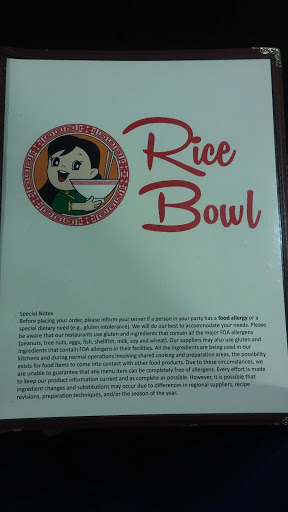 Rice
Bowl
Special Notes
Before placing your order, please inform your server if a person in your party has a food allergy or a
special dietary need (e.g., gluten intolerance). We will do our best to accommodate your needs. Please
be aware that our restaurants use gluten and ingredients that contain all the major FDA allergens
(peanuts, tree nuts, eggs, fish, shellfish, milk, soy and wheat). Our suppliers may also use gluten and
ingredients that contain FDA allergens in their facilities. All the ingredients are being used in our
kitchens and during normal operations involving shared cooking and preparation areas, the possibility
exists for food items to come into contact with other food products. Due to these circumstances, we
are unable to guarantee that any menu item can be completely free of allergens. Every effort is made
to keep our product information current and as complete as possible. However, it is possible that
ingredient changes and substitutions may occur due to differences in regional suppliers, recipe
revisions, preparation techniques, and/or the season of the year.